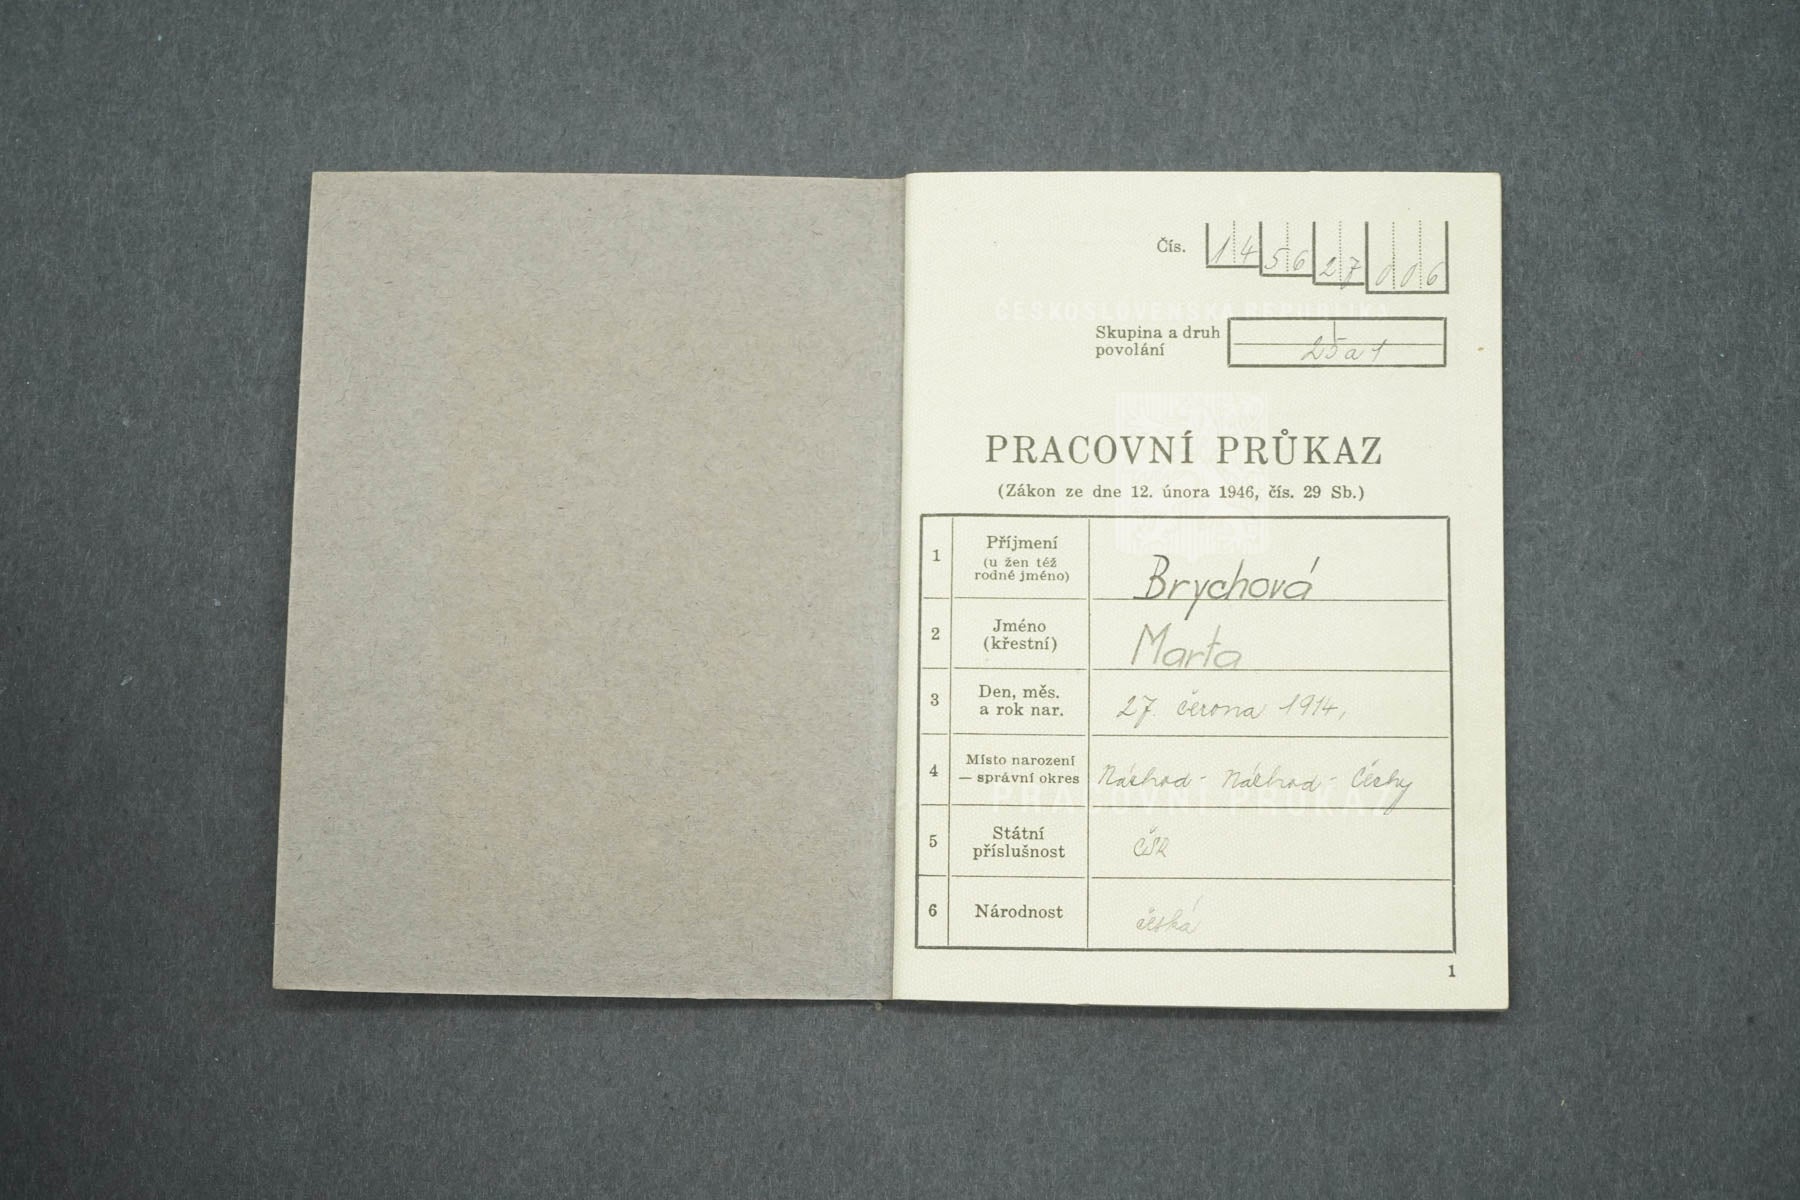 Čís. 14 56 27 006
ČESKOSLOVENSKÁ REPUBLIKA
Skupina a druh
povolání
25a1
PRACOVNÍ PRŮKAZ
(Zákon ze dne 12. února 1946, čís. 29 Sb.)
1 Příjmení
(u žen též
rodné jméno)
Brychová
2 Jméno
(křestní)
Marta
3 Den, měs.
a rok nar.
27. června 1914,
4 Místo narození
— správní okres
Náchod - Náchod - Čechy
PRACOVNÍ PRŮKAZ
5 Státní
příslušnost
ČSR
6 Národnost
česká
1